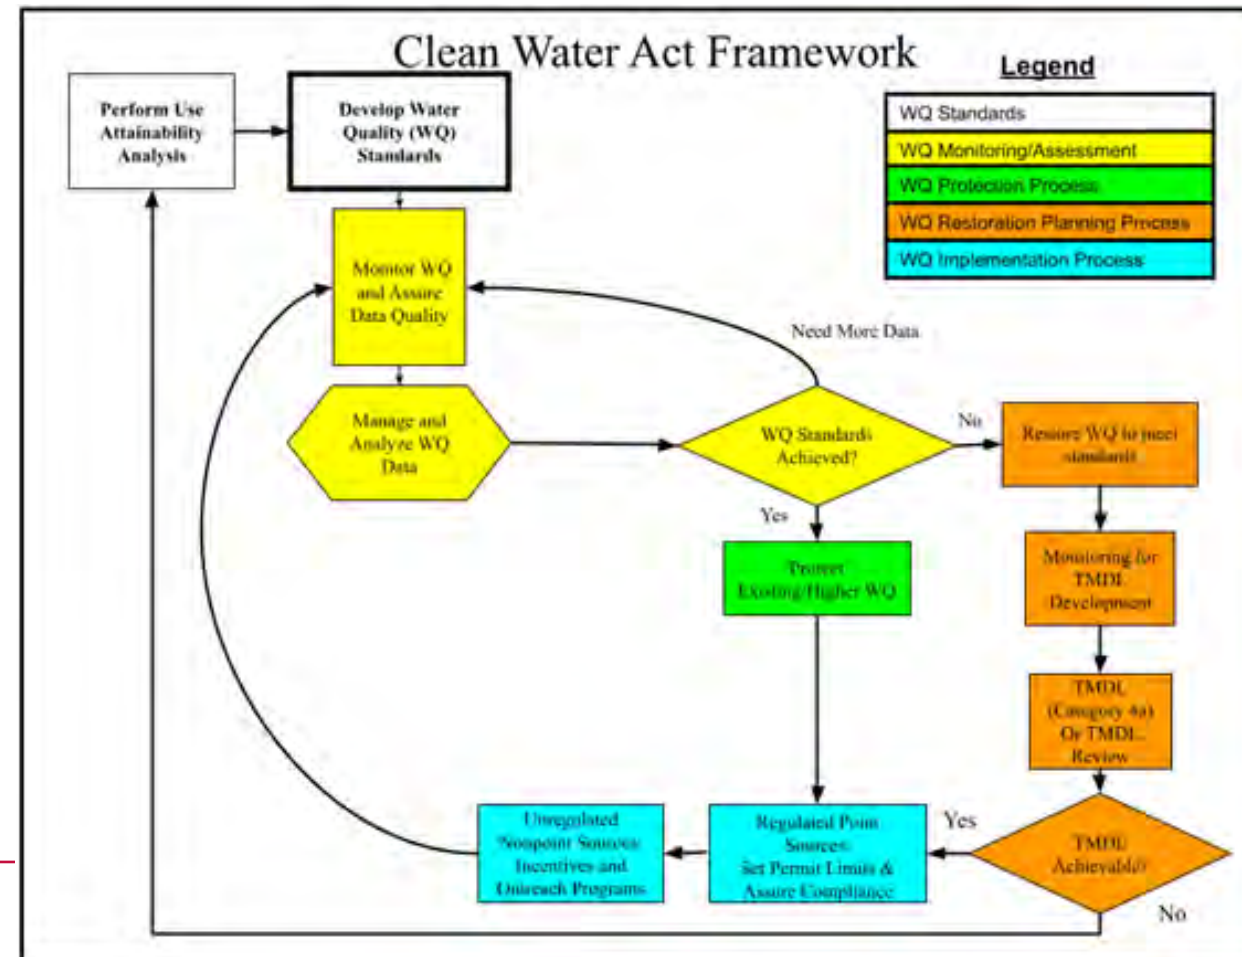 Clean Water Act Framework
Legend
WQ Standards
WQ Monitoring/Assessment
WQ Protection Process
WQ Restoration Planning Process
WQ Implementation Process
Perform Use
Attainability
Analysis
Develop Water
Quality (WQ)
Standards
Monitor WQ
and Assure
Data Quality
Need More Data
Manage and
Analyze WQ
Data
WQ Standards
Achieved?
No
Restore WQ to meet
standards
Yes
Protect
Existing/Higher WQ
Monitoring for
TMDL
Development
TMDL
(Category 4a)
Or TMDL
Review
Unregulated
Nonpoint Sources:
Incentives and
Outreach Programs
Regulated Point
Sources:
Set Permit Limits &
Assure Compliance
Yes
TMDL
Achievable?
No